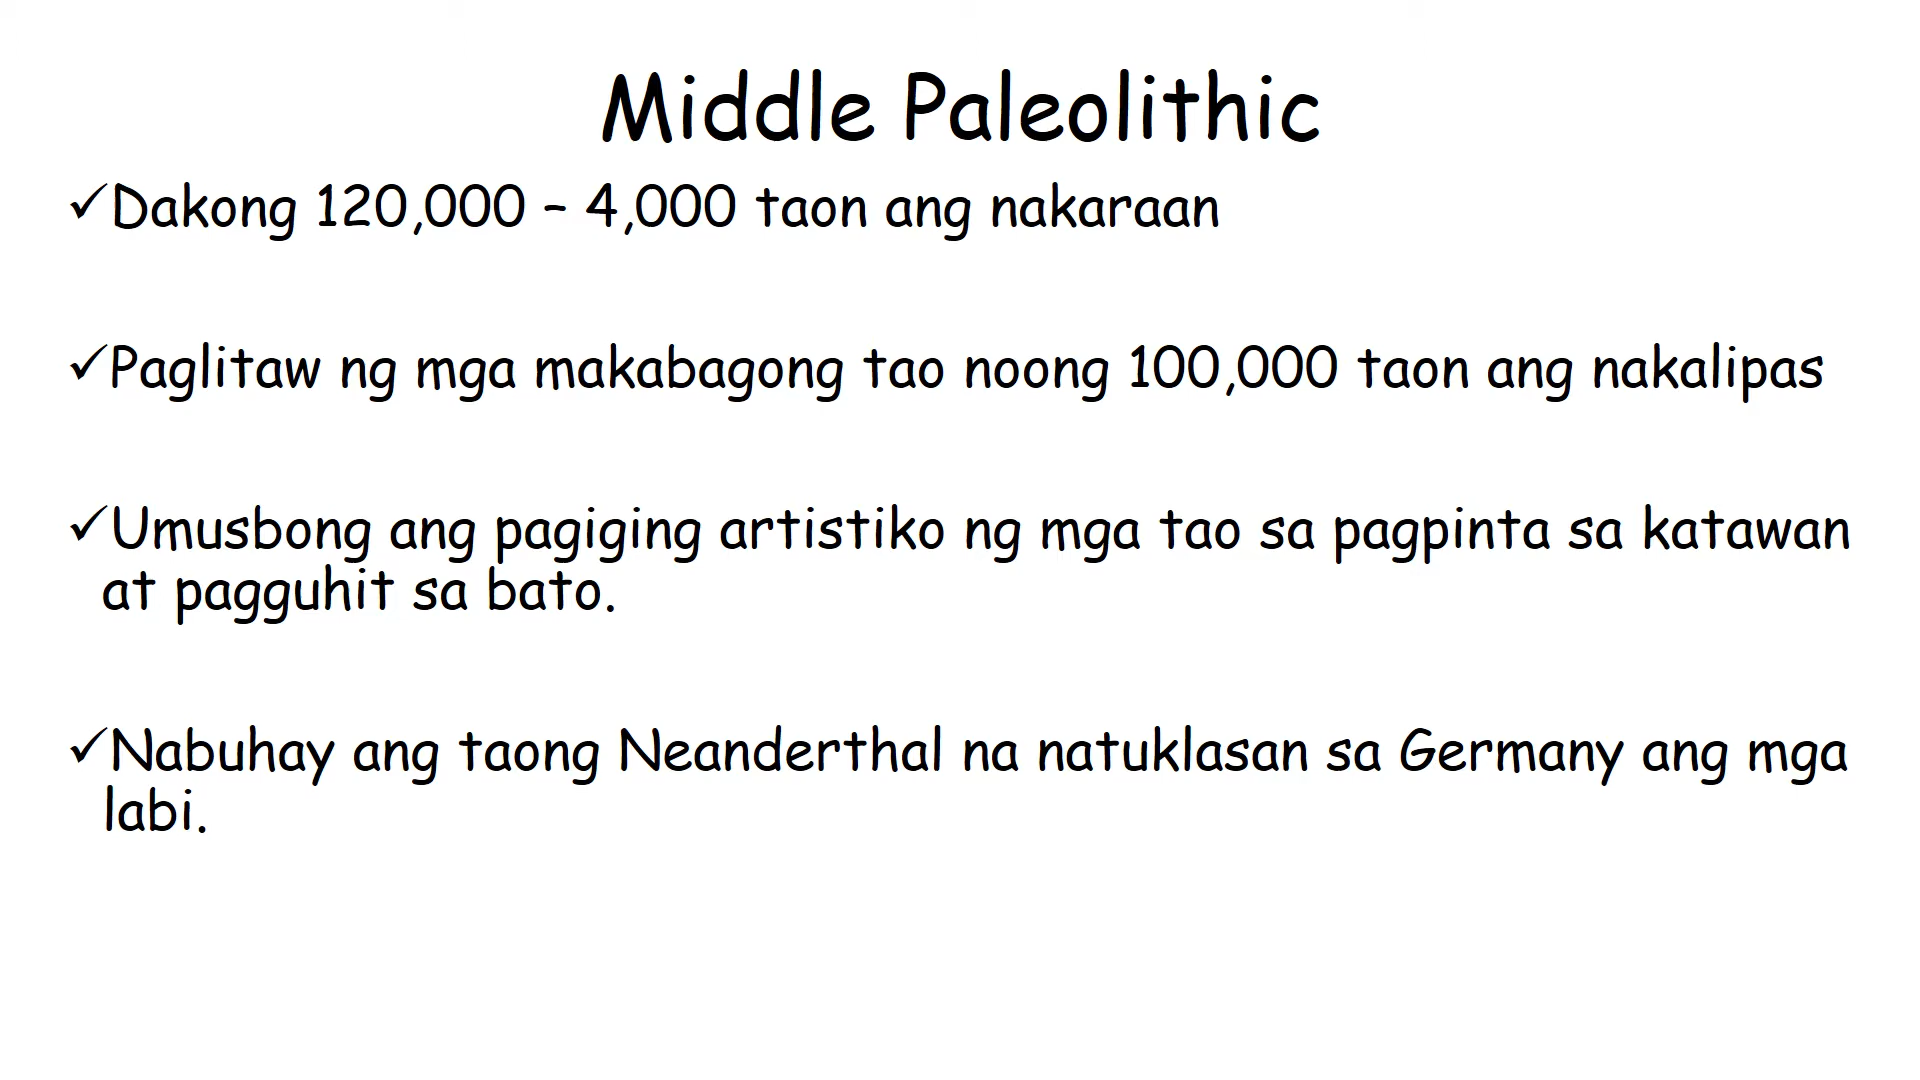 Middle Paleolithic
✓Dakong 120,000 – 4,000 taon ang nakaraan
✓Paglitaw ng mga makabagong tao noong 100,000 taon ang nakalipas
✓Umusbong ang pagiging artistiko ng mga tao sa pagpinta sa katawan
at pagguhit sa bato.
✓Nabuhay ang taong Neanderthal na natuklasan sa Germany ang mga
labi.